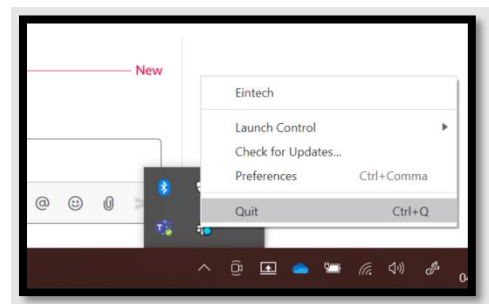 New
Eintech
Launch Control
Check for Updates...
Preferences Ctrl+Comma
Quit Ctrl+Q
@